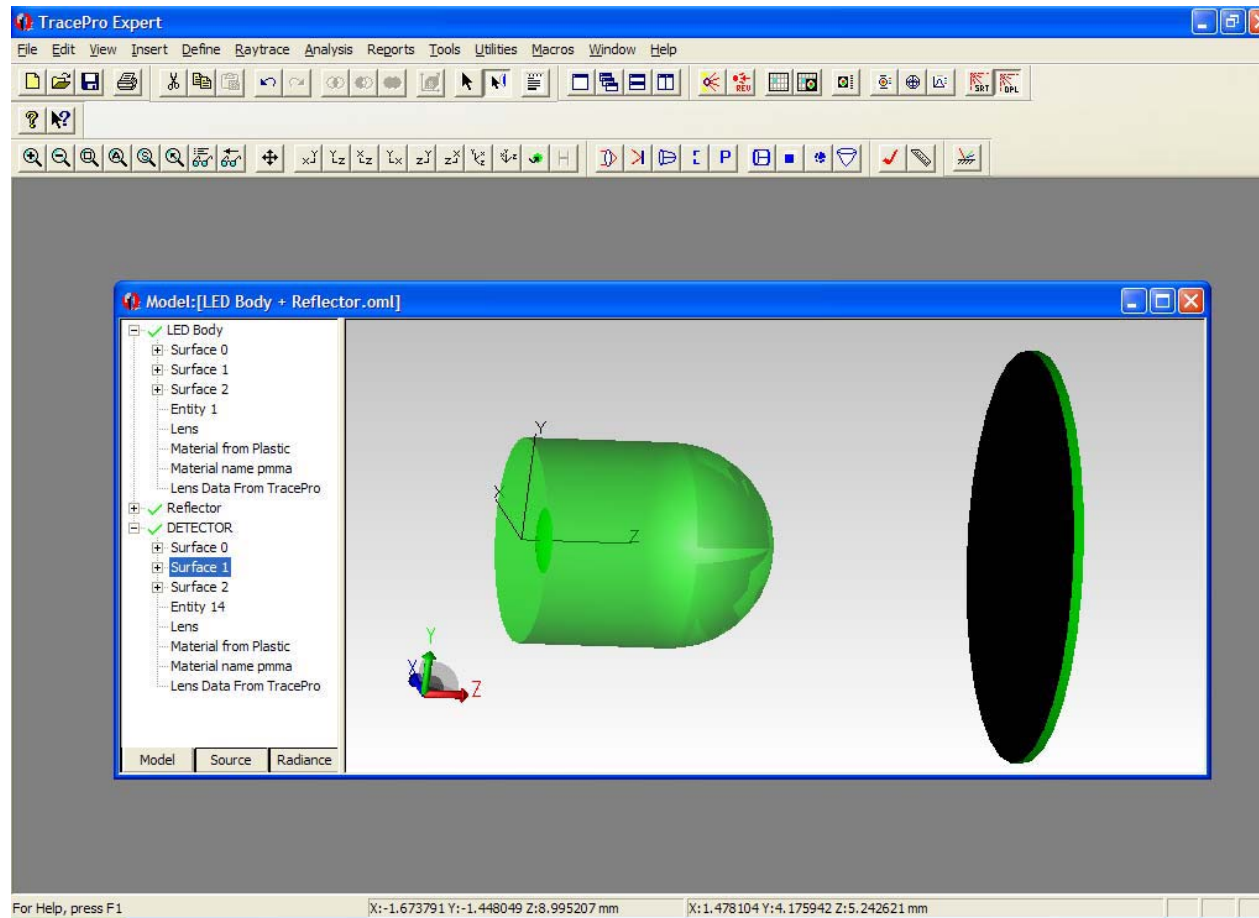 TracePro Expert
File Edit View Insert Define Raytrace Analysis Reports Tools Utilities Macros Window Help
REV SRT DPL
Model:[LED Body + Reflector.oml]
LED Body
Surface 0
Surface 1
Surface 2
Entity 1
Lens
Material from Plastic
Material name pmma
Lens Data From TracePro
Reflector
DETECTOR
Surface 0
Surface 1
Surface 2
Entity 14
Lens
Material from Plastic
Material name pmma
Lens Data From TracePro
Y
X
Z
Y
X
Z
Model Source Radiance
For Help, press F1 X:-1.673791 Y:-1.448049 Z:8.995207 mm X:1.478104 Y:4.175942 Z:5.242621 mm